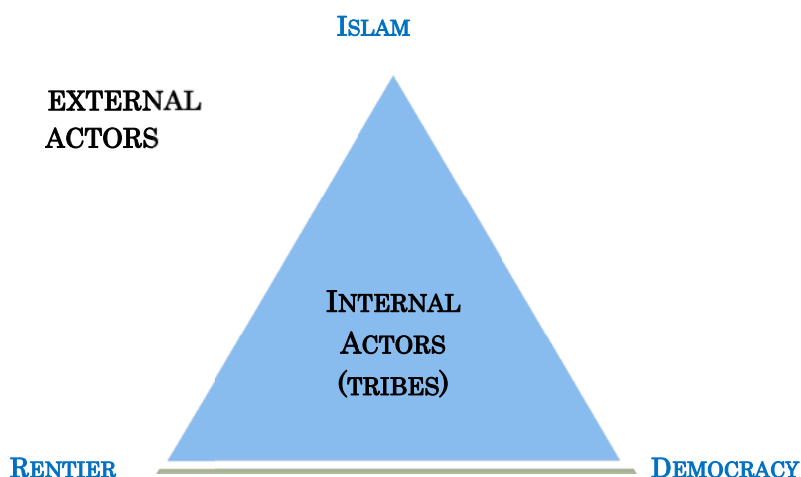 ISLAM
EXTERNAL
ACTORS
INTERNAL
ACTORS
(TRIBES)
RENTIER
DEMOCRACY